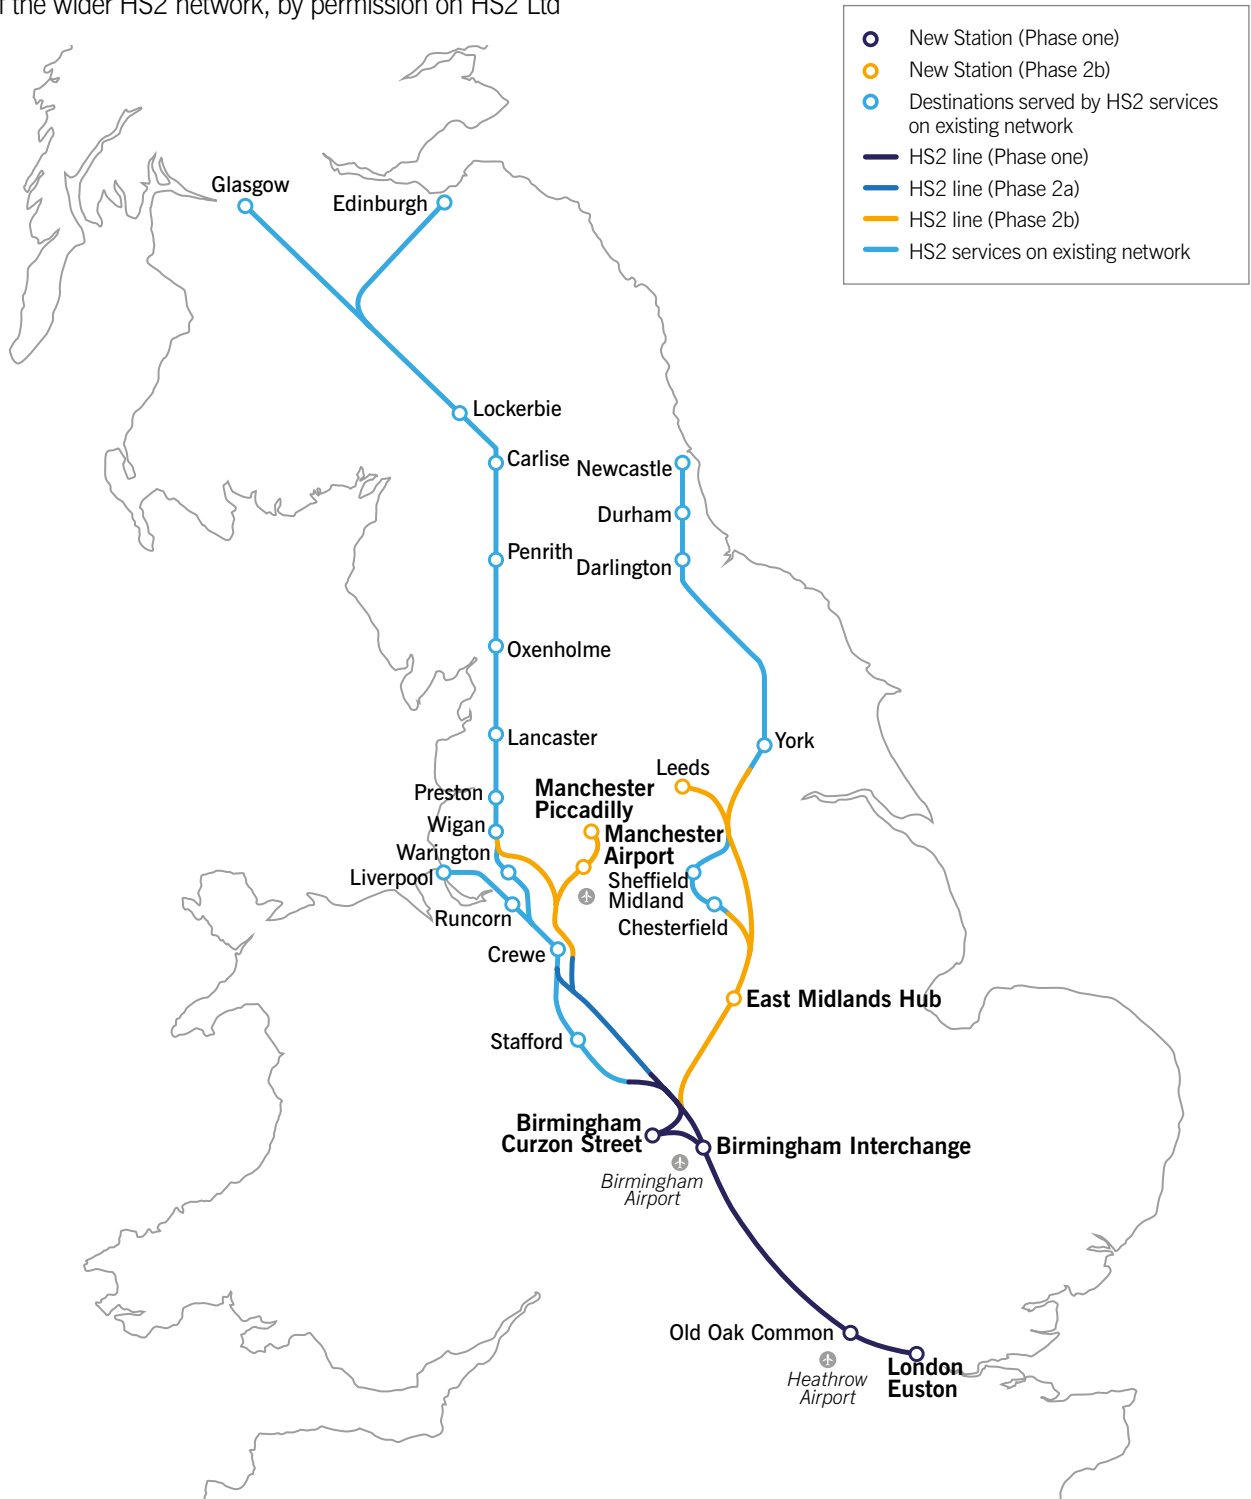 f the wider HS2 network, by permission on HS2 Ltd
New Station (Phase one)
New Station (Phase 2b)
Destinations served by HS2 services
on existing network
HS2 line (Phase one)
HS2 line (Phase 2a)
HS2 line (Phase 2b)
HS2 services on existing network
Glasgow
Edinburgh
Lockerbie
Carlise
Newcastle
Durham
Penrith
Darlington
Oxenholme
Lancaster
York
Leeds
Preston
Manchester
Piccadilly
Wigan
Manchester
Airport
Warington
Liverpool
Sheffield
Midland
Runcorn
Chesterfield
Crewe
East Midlands Hub
Stafford
Birmingham
Curzon Street
Birmingham Interchange
Birmingham
Airport
Old Oak Common
London
Euston
Heathrow
Airport